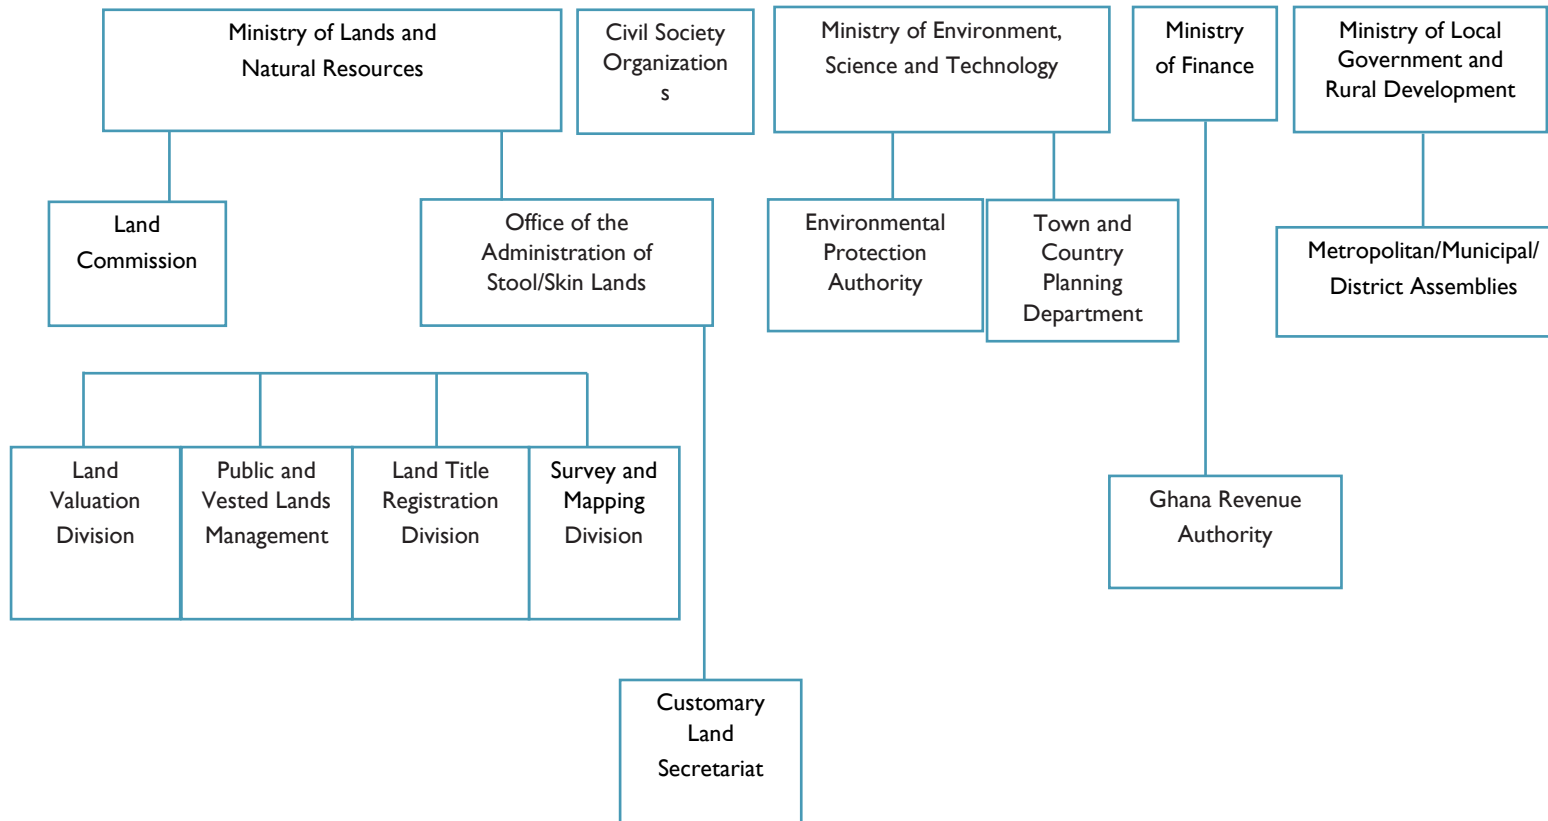 Ministry of Lands and
Natural Resources
Civil Society
Organization
s
Ministry of Environment,
Science and Technology
Ministry
of Finance
Ministry of Local
Government and
Rural Development
Land
Commission
Office of the
Administration of
Stool/Skin Lands
Environmental
Protection
Authority
Town and
Country
Planning
Department
Metropolitan/Municipal/
District Assemblies
Land
Valuation
Division
Public and
Vested Lands
Management
Land Title
Registration
Division
Survey and
Mapping
Division
Ghana Revenue
Authority
Customary
Land
Secretariat